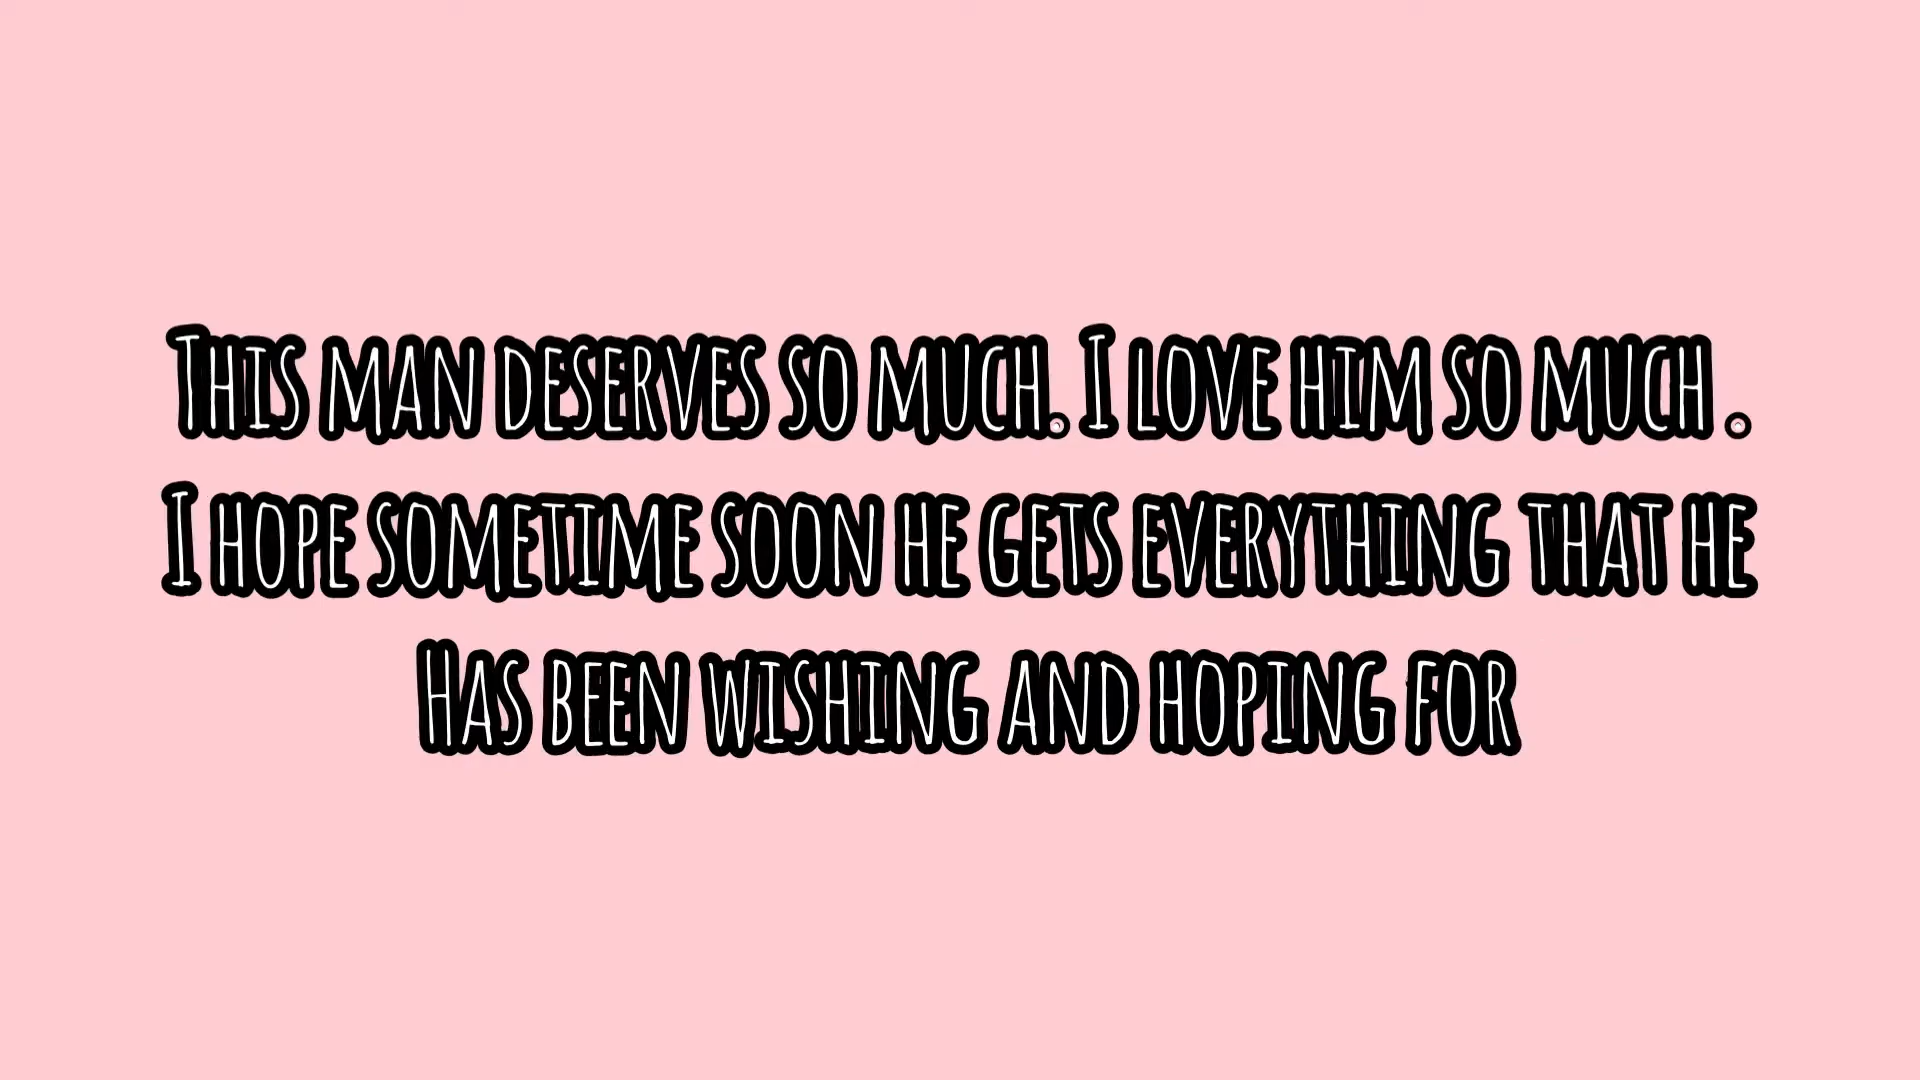 This man deserves so much. I love him so much .
I hope sometime soon he gets everything that he
Has been wishing and hoping for